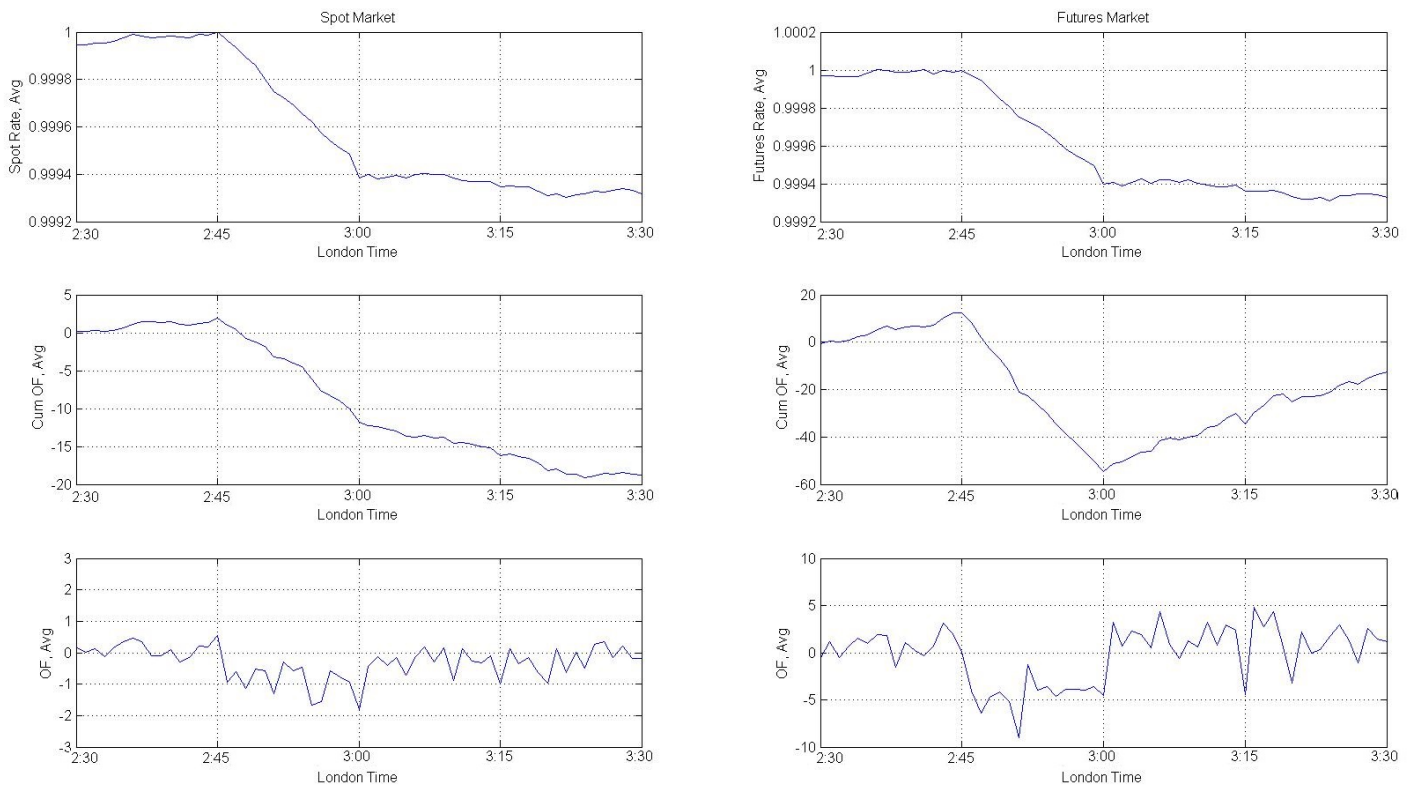 Spot Market
1
0.9998
0.9996
0.9994
0.9992
Spot Rate, Avg
2:30 2:45 3:00 3:15 3:30
London Time
Futures Market
1.0002
1
0.9998
0.9996
0.9994
0.9992
Futures Rate, Avg
2:30 2:45 3:00 3:15 3:30
London Time
5
0
-5
-10
-15
-20
Cum OF, Avg
2:30 2:45 3:00 3:15 3:30
London Time
20
0
-20
-40
-60
Cum OF, Avg
2:30 2:45 3:00 3:15 3:30
London Time
3
2
1
0
-1
-2
-3
OF, Avg
2:30 2:45 3:00 3:15 3:30
London Time
10
5
0
-5
-10
OF, Avg
2:30 2:45 3:00 3:15 3:30
London Time